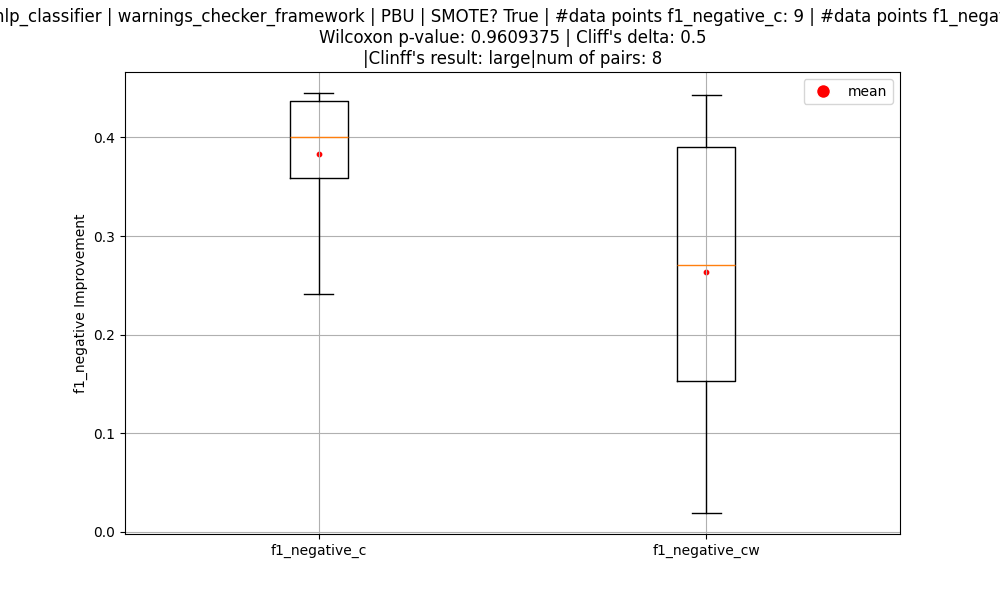 | warnings_checker_framework | PBU | SMOTE? True | #data points f1_negative_c: 9 | #data points
Wilcoxon p-value: 0.9609375 | Cliff's delta: 0.5
|Clinff's result: large|num of pairs: 8
mean
0.4
0.3
0.2
0.1
0.0
f1_negative Improvement
f1_negative_c
f1_negative_cw